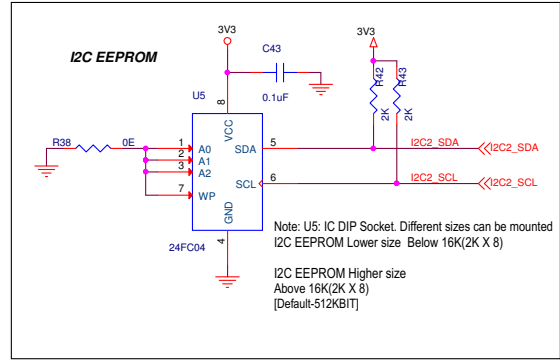 I2C EEPROM
3V3
3V3
C43
0.1uF
R42
2K
R43
2K
U5
8
VCC
R38
0E
1
A0
2
A1
3
A2
7
WP
SDA
5
I2C2_SDA
I2C2_SDA
SCL
6
I2C2_SCL
I2C2_SCL
GND
4
24FC04
Note: U5: IC DIP Socket. Different sizes can be mounted
I2C EEPROM Lower size Below 16K(2K X 8)
I2C EEPROM Higher size
Above 16K(2K X 8)
[Default-512KBIT]